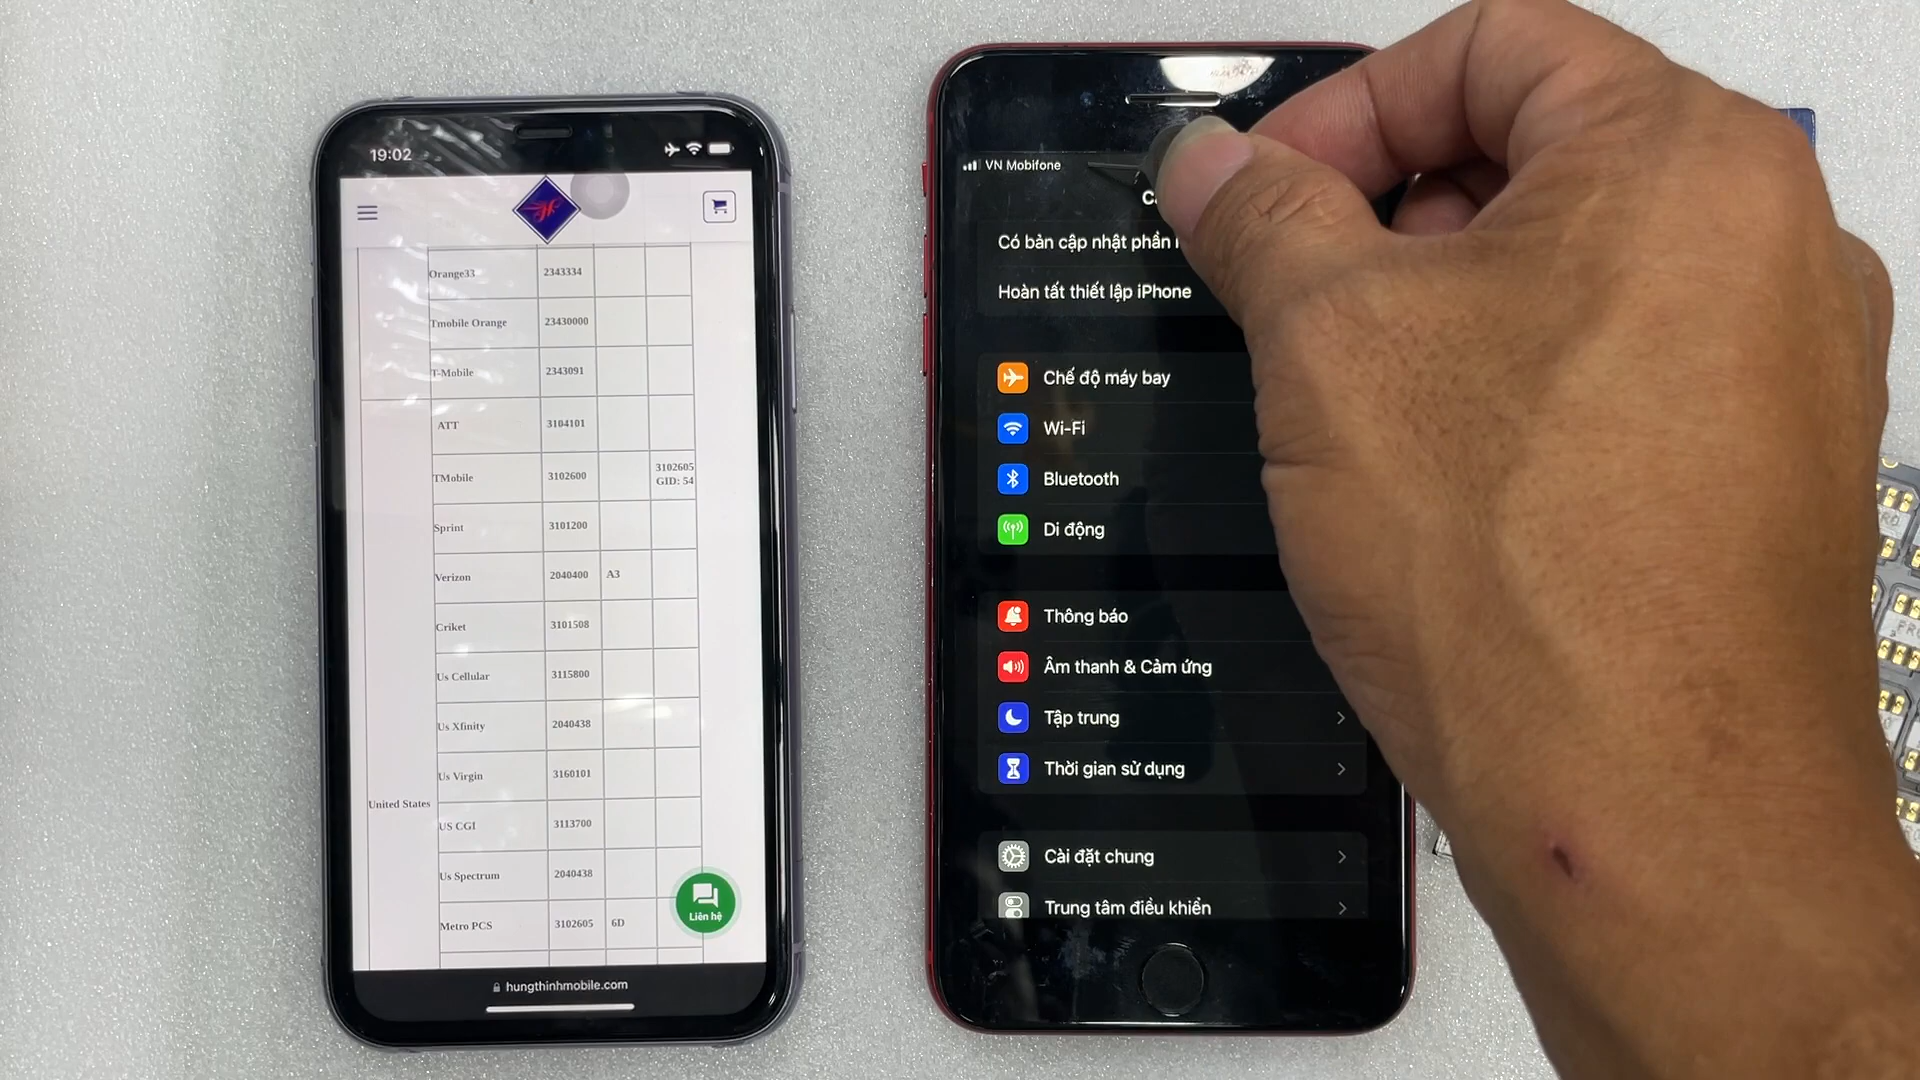 19:02
Orange33 2343334
Tmobile Orange 23430000
T-Mobile 2343091
ATT 3104101
TMobile 3102600 3102605
GID: 54
Sprint 3101200
Verizon 2040400 A3
Criket 3101508
Us Cellular 3115800
Us Xfinity 2040438
Us Virgin 3160101
United States
US CGI 3113700
Us Spectrum 2040438
Metro PCS 3102605 6D
Liên hệ
hungthinhmobile.com
VN Mobifone
Có bản cập nhật phần
Hoàn tất thiết lập iPhone
Chế độ máy bay
Wi-Fi
Bluetooth
Di động
Thông báo
Âm thanh & Cảm ứng
Tập trung
Thời gian sử dụng
Cài đặt chung
Trung tâm điều khiển